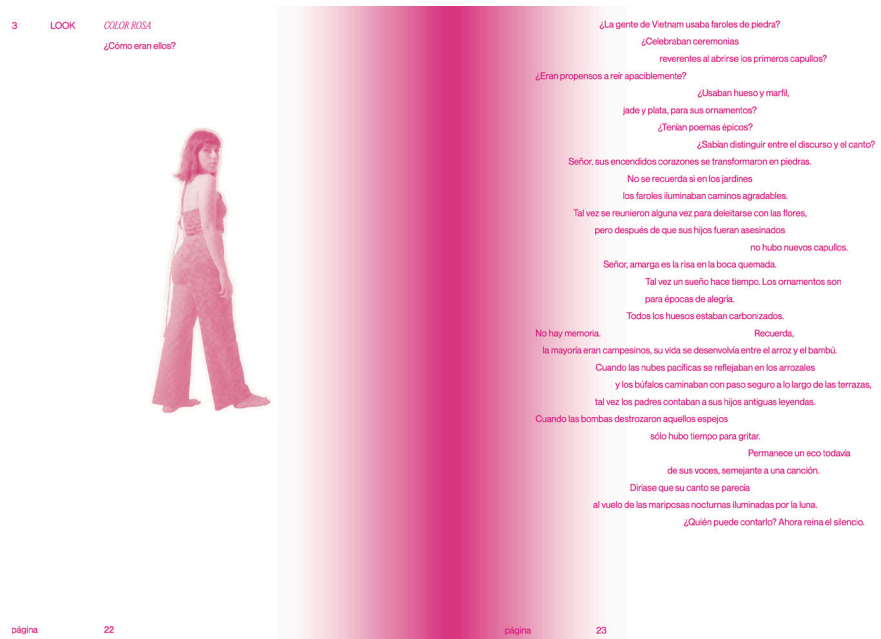 3 LOOK COLOR ROSA
¿Cómo eran ellos?
¿La gente de Vietnam usaba faroles de piedra?
¿Celebraban ceremonias
reverentes al abrirse los primeros capullos?
¿Eran propensos a reír apaciblemente?
¿Usaban hueso y marfil,
jade y plata, para sus ornamentos?
¿Tenían poemas épicos?
¿Sabían distinguir entre el discurso y el canto?
Señor, sus encendidos corazones se transformaron en piedras.
No se recuerda si en los jardines
los faroles iluminaban caminos agradables.
Tal vez se reunieron alguna vez para deleitarse con las flores,
pero después de que sus hijos fueran asesinados
no hubo nuevos capullos.
Señor, amarga es la risa en la boca quemada.
Tal vez un sueño hace tiempo. Los ornamentos son
para épocas de alegría.
Todos los huesos estaban carbonizados.
No hay memoria. Recuerda,
la mayoría eran campesinos, su vida se desenvolvía entre el arroz y el bambú.
Cuando las nubes pacíficas se reflejaban en los arrozales
y los búfalos caminaban con paso seguro a lo largo de las terrazas,
tal vez los padres contaban a sus hijos antiguas leyendas.
Cuando las bombas destrozaron aquellos espejos
sólo hubo tiempo para gritar.
Permanece un eco todavía
de sus voces, semejante a una canción.
Diríase que su canto se parecía
al vuelo de las mariposas nocturnas iluminadas por la luna.
¿Quién puede contarlo? Ahora reina el silencio.
página 22
página 23